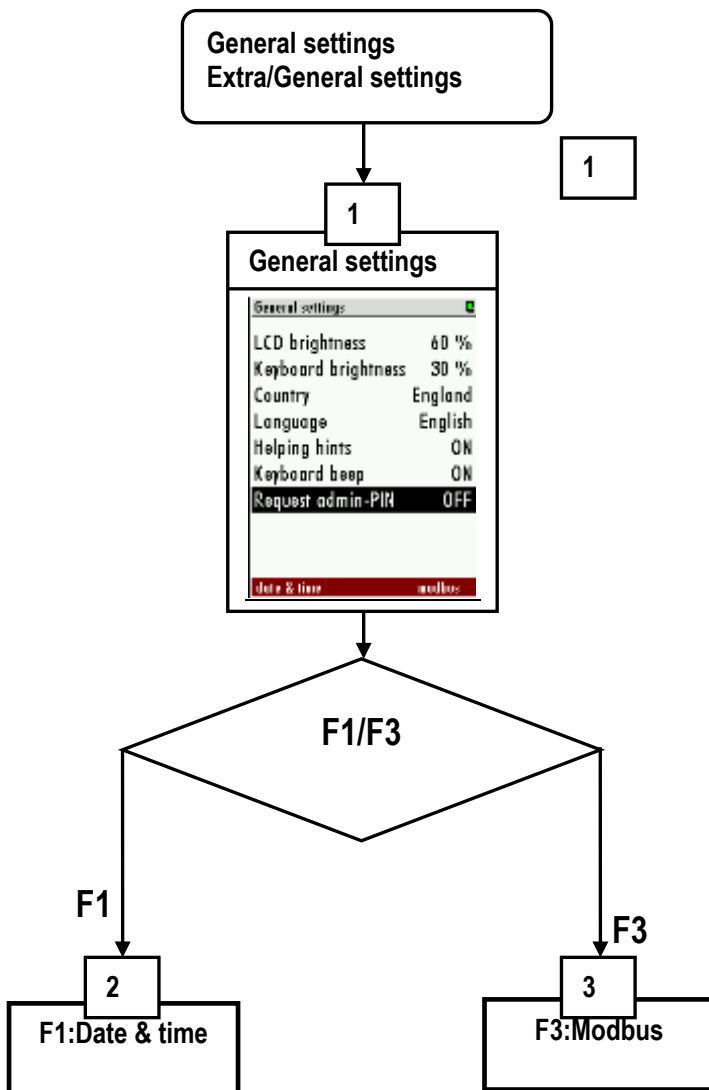 General settings
Extra/General settings
1
1
General settings
General settings
LCD brightness 60 %
Keyboard brightness 30 %
Country England
Language English
Helping hints ON
Keyboard beep ON
Request admin-PIN OFF
date & time modbus
F1/F3
F1
F3
2
3
F1:Date & time
F3:Modbus